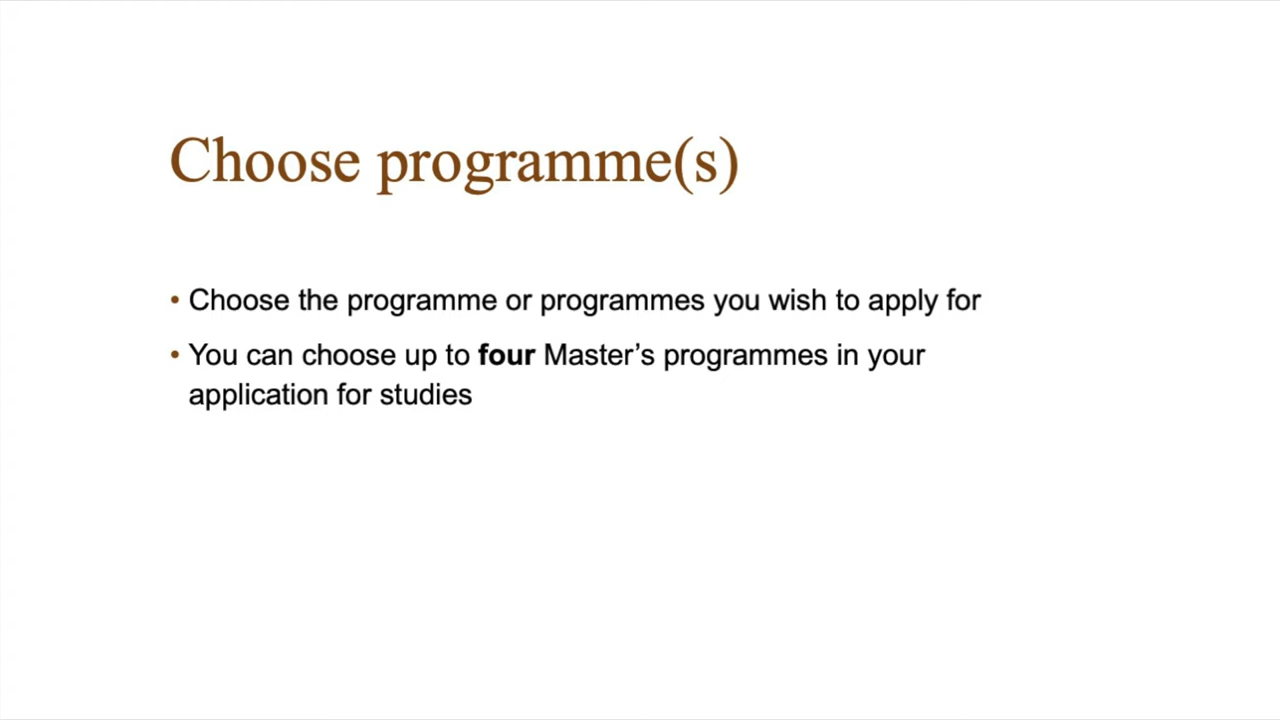 Choose programme(s)
• Choose the programme or programmes you wish to apply for
• You can choose up to four Master’s programmes in your
application for studies